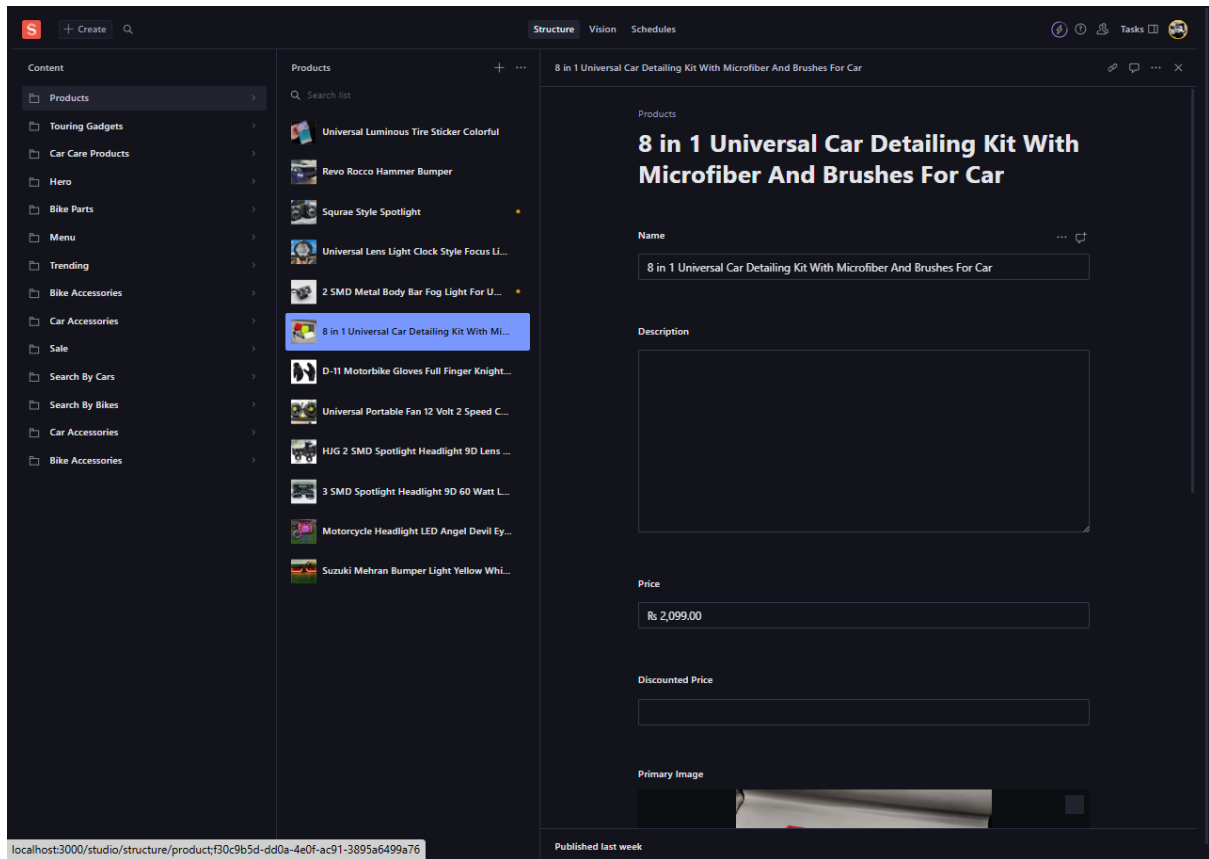 S
Create
Structure
Vision
Schedules
Tasks
Content
Products
Touring Gadgets
Car Care Products
Hero
Bike Parts
Menu
Trending
Bike Accessories
Car Accessories
Sale
Search By Cars
Search By Bikes
Car Accessories
Bike Accessories
Products
Search list
Universal Luminous Tire Sticker Colorful
Revo Rocco Hammer Bumper
Squrae Style Spotlight
Universal Lens Light Clock Style Focus Li...
2 SMD Metal Body Bar Fog Light For U...
8 in 1 Universal Car Detailing Kit With Mi...
D-11 Motorbike Gloves Full Finger Knight...
Universal Portable Fan 12 Volt 2 Speed C...
HJG 2 SMD Spotlight Headlight 9D Lens ...
3 SMD Spotlight Headlight 9D 60 Watt L...
Motorcycle Headlight LED Angel Devil Ey...
Suzuki Mehran Bumper Light Yellow Whi...
8 in 1 Universal Car Detailing Kit With Microfiber And Brushes For Car
Products
8 in 1 Universal Car Detailing Kit With
Microfiber And Brushes For Car
Name
8 in 1 Universal Car Detailing Kit With Microfiber And Brushes For Car
Description
Price
₨ 2,099.00
Discounted Price
Primary Image
Published last week
localhost:3000/studio/structure/product;f30c9b5d-dd0a-4e0f-ac91-3895a6499a76